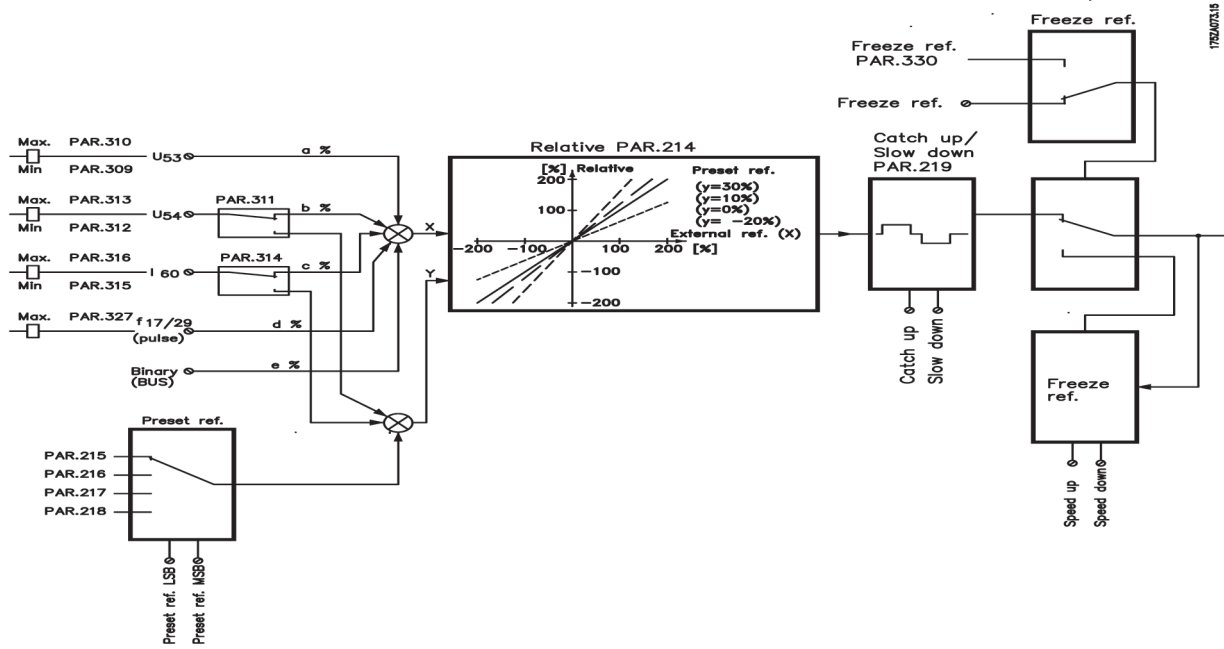 175ZA073.15
Freeze ref.
Freeze ref.
PAR.330
Freeze ref.
Catch up/
Slow down
PAR.219
Catch up
Slow down
Freeze
ref.
Speed up
Speed down
Relative PAR.214
[%] Relative
200
100
-200
-100
100
200 [%]
-100
-200
Preset ref.
(y=30%)
(y=10%)
(y=0%)
(y= -20%)
External ref. (X)
X
Y
Max. PAR.310
Min PAR.309
U53
a %
Max. PAR.313
Min PAR.312
U54
PAR.311
b %
Max. PAR.316
Min PAR.315
I 60
PAR.314
c %
Max. PAR.327
f17/29
(pulse)
d %
Binary
(BUS)
e %
Preset ref.
PAR.215
PAR.216
PAR.217
PAR.218
Preset ref. LSB
Preset ref. MSB